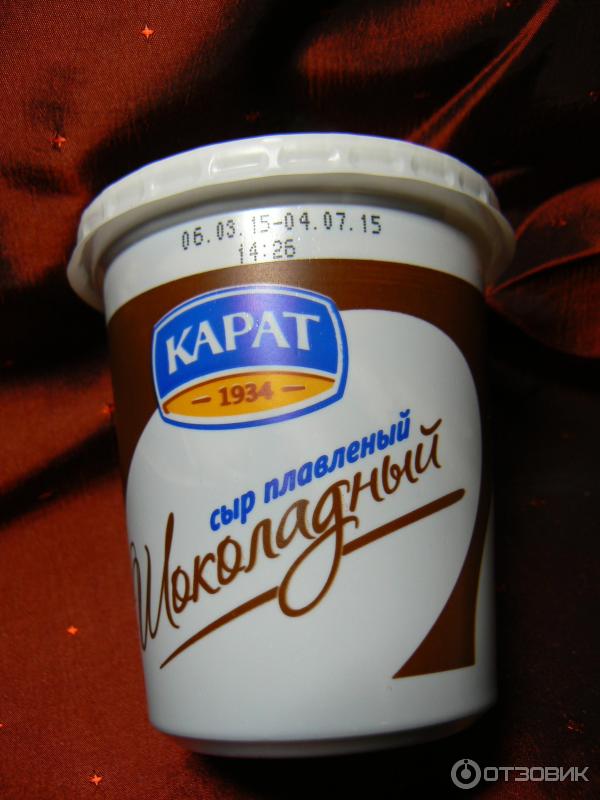 06.03.15-04.07.15
14:26
КАРАТ
1934
сыр плавленый
Шоколадный
ОТЗОВИК